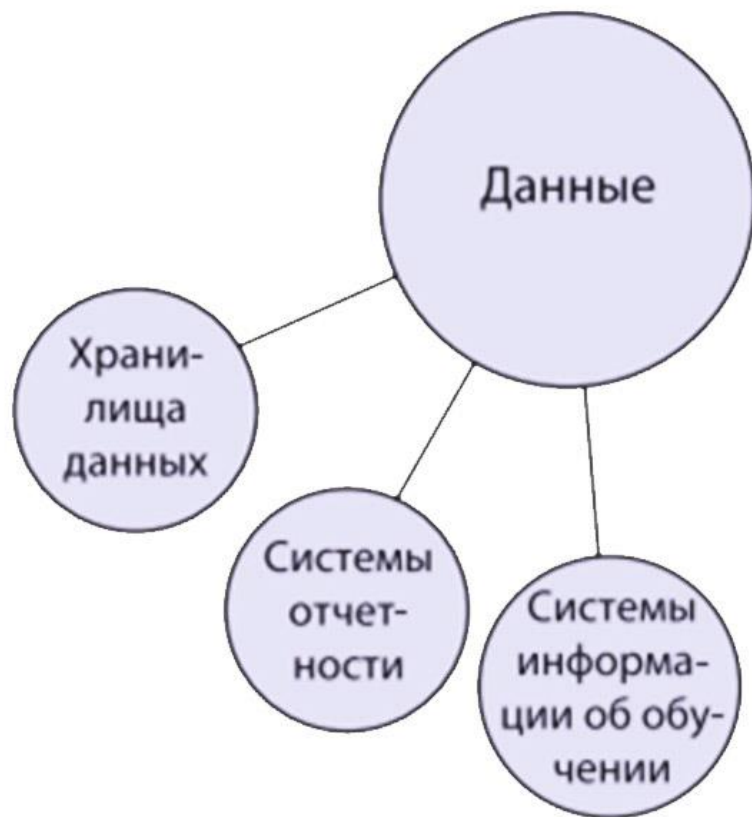 Данные
Храни-
лища
данных
Системы
отчет-
ности
Системы
информа-
ции об обу-
чении